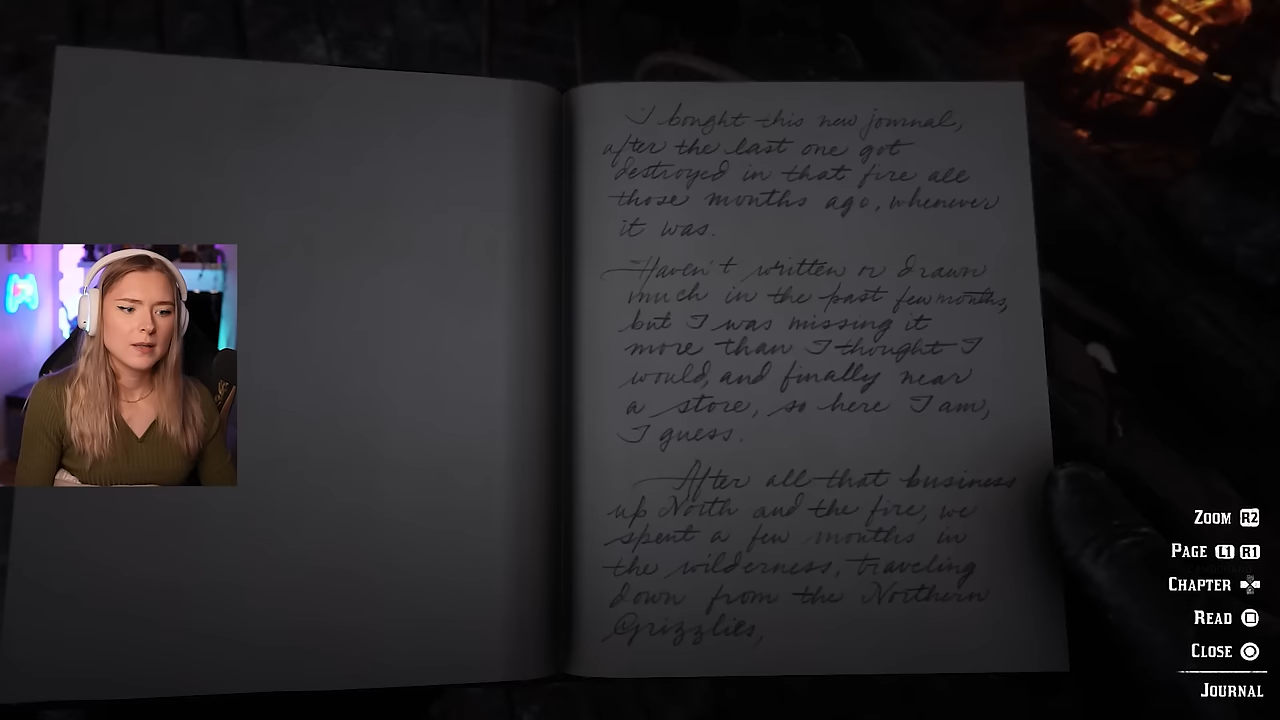 I bought this new journal,
after the last one got
destroyed in that fire all
those months ago, whenever
it was.
Haven't written or drawn
much in the past few months,
but I was missing it
more than I thought I
would, and finally near
a store, so here I am,
I guess.
After all that business
up North and the fire, we
spent a few months in
the wilderness, traveling
down from the Northern
Grizzlies,
ZOOM R2
PAGE L1 R1
CHAPTER
READ
CLOSE
JOURNAL